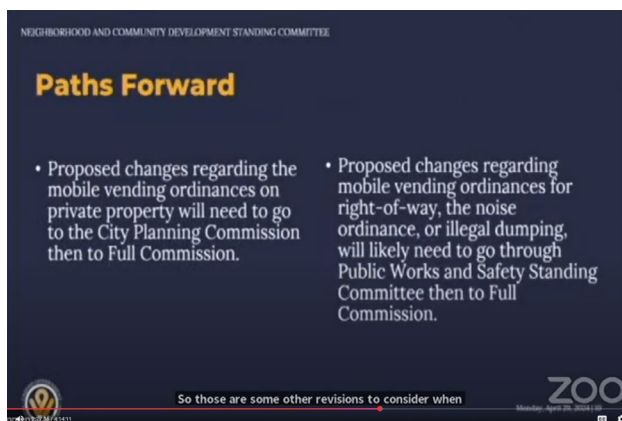 NEIGHBORHOOD AND COMMUNITY DEVELOPMENT STANDING COMMITTEE
Paths Forward
• Proposed changes regarding the
mobile vending ordinances on
private property will need to go
to the City Planning Commission
then to Full Commission.
• Proposed changes regarding
mobile vending ordinances for
right-of-way, the noise
ordinance, or illegal dumping,
will likely need to go through
Public Works and Safety Standing
Committee then to Full
Commission.
So those are some other revisions to consider when
ZOO
Monday, April 29, 2024 |